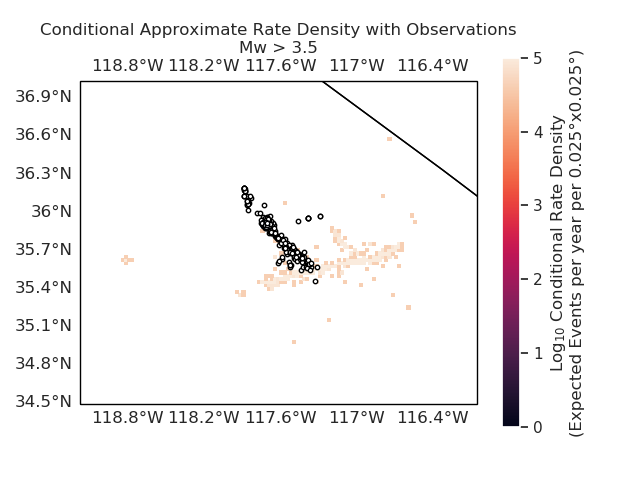 Conditional Approximate Rate Density with Observations
Mw > 3.5
118.8°W 118.2°W 117.6°W 117°W 116.4°W
36.9°N
36.6°N
36.3°N
36°N
35.7°N
35.4°N
35.1°N
34.8°N
34.5°N
118.8°W 118.2°W 117.6°W 117°W 116.4°W
5
4
3
2
1
0
Log₁₀ Conditional Rate Density
(Expected Events per year per 0.025°x0.025°)